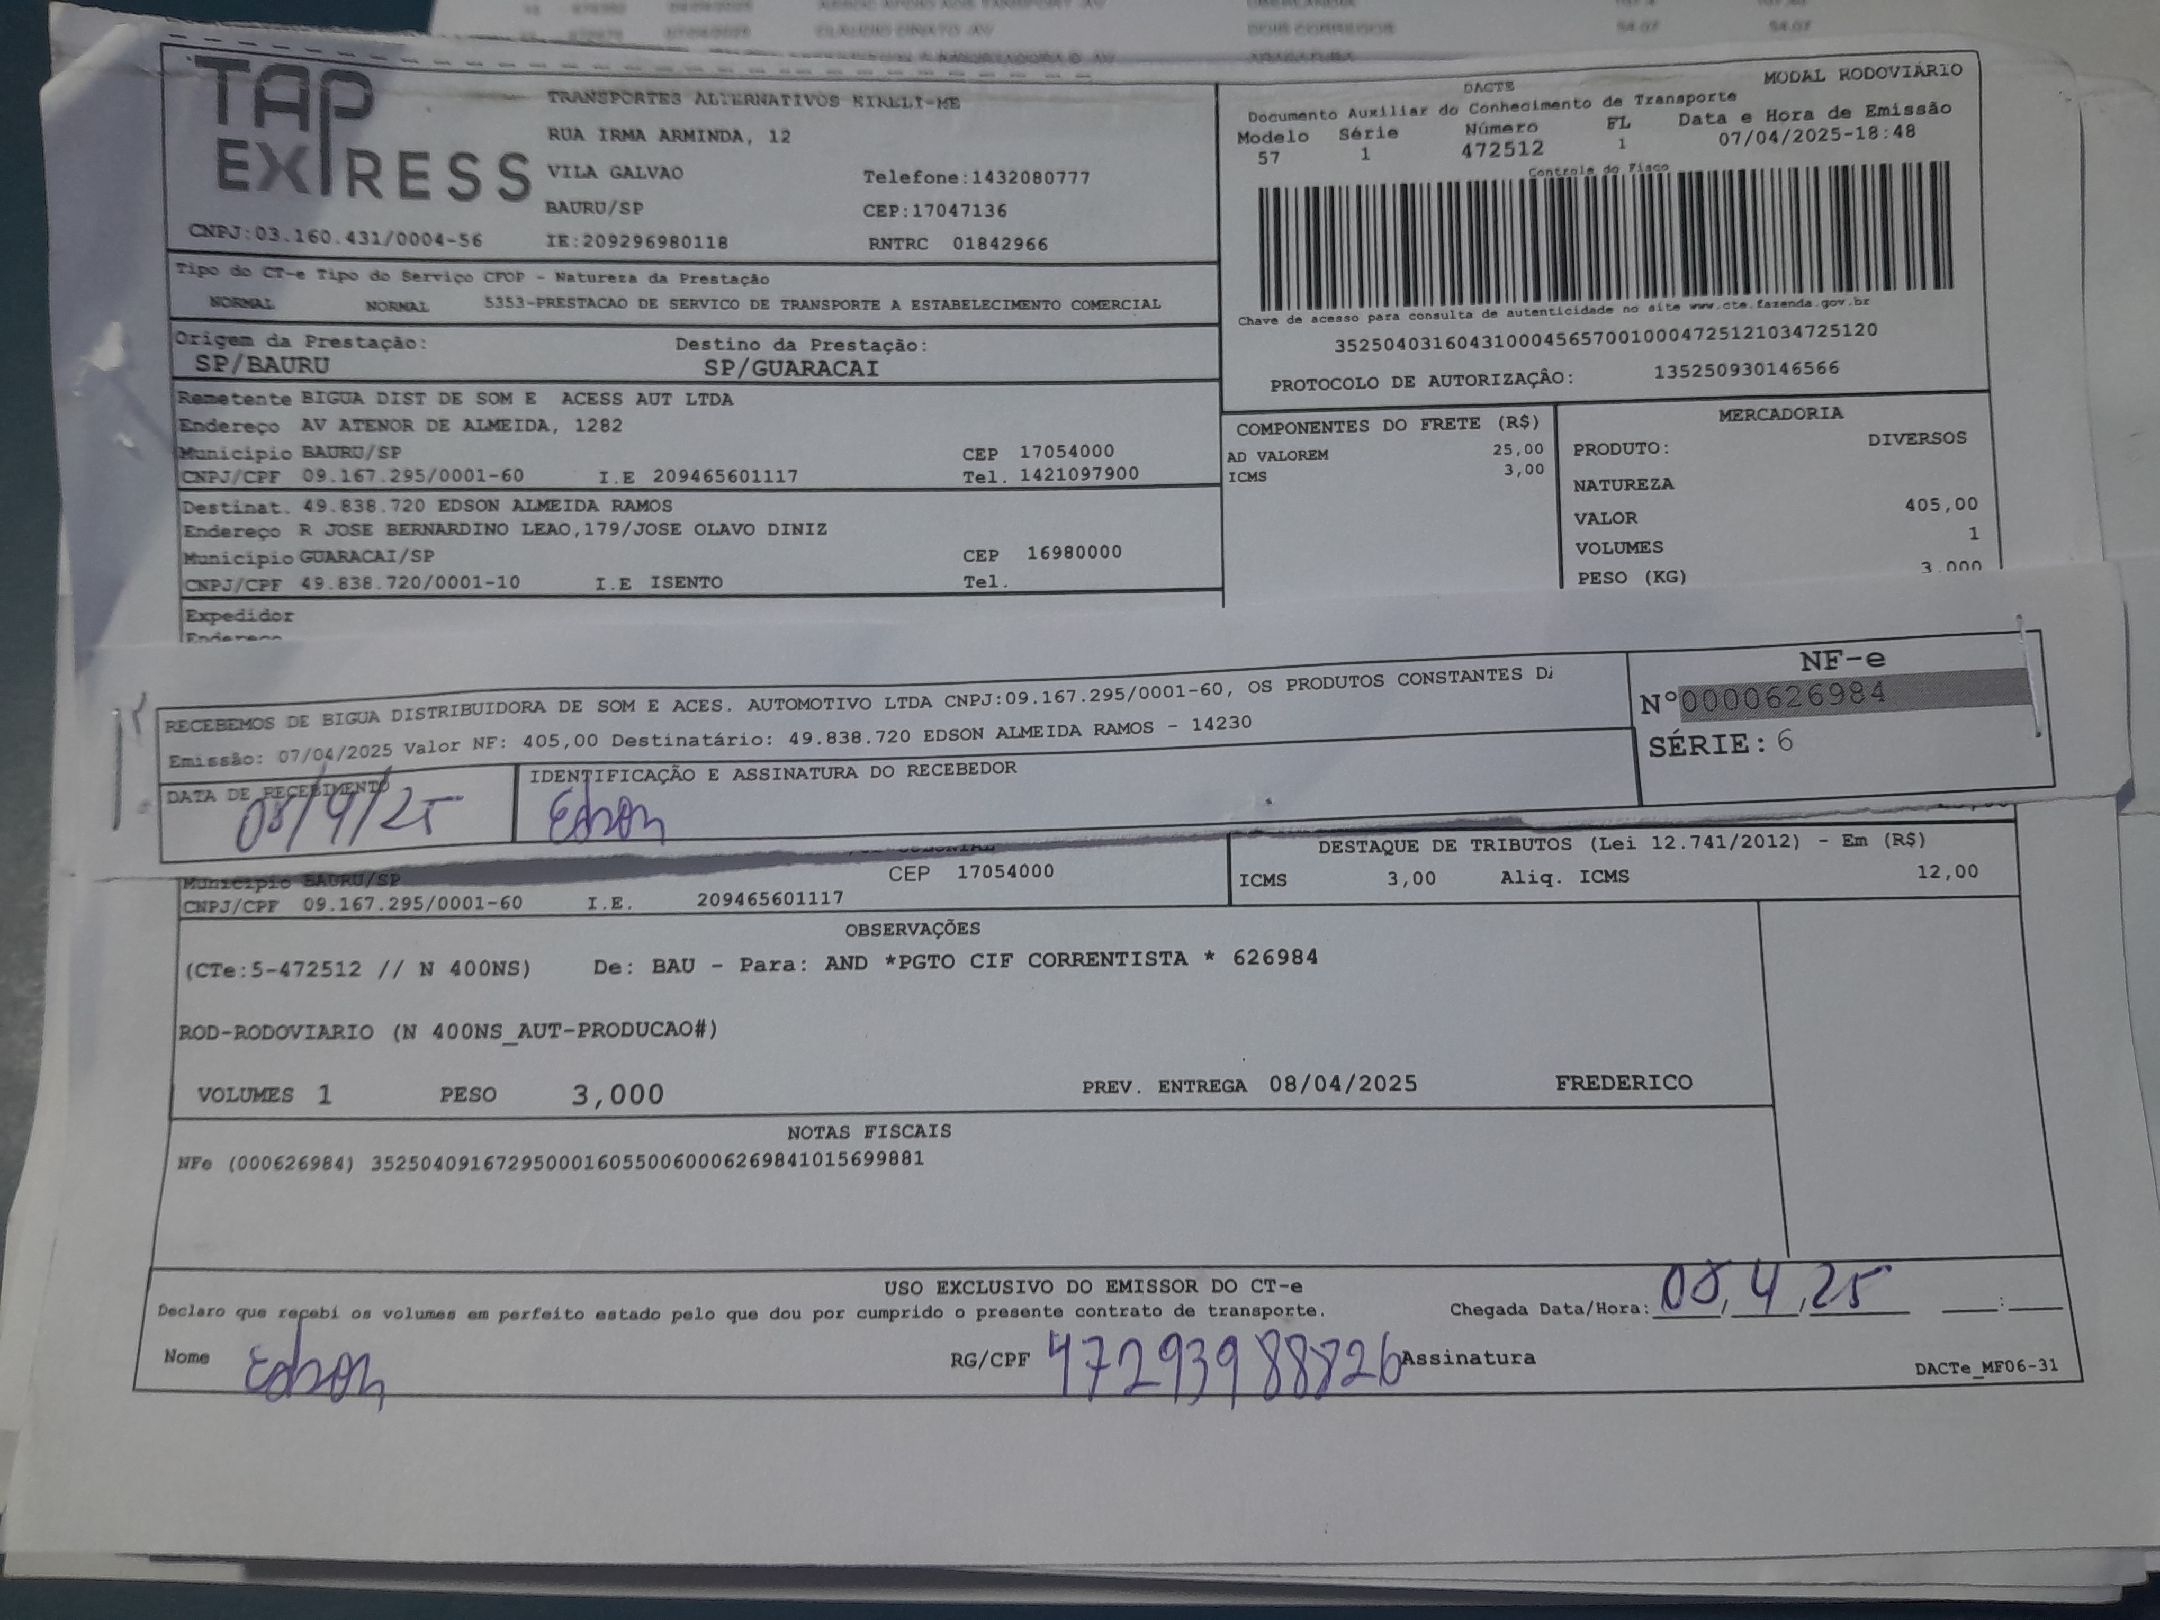 TAP
EXPRESS
CNPJ:03.160.431/0004-56
TRANSPORTES ALTERNATIVOS EIRELI-ME
RUA IRMA ARMINDA, 12
VILA GALVAO Telefone:1432080777
BAURU/SP CEP:17047136
IE:209296980118 RNTRC 01842966
DACTE MODAL RODOVIÁRIO
Documento Auxiliar do Conhecimento de Transporte
Modelo Série Número FL Data e Hora de Emissão
57 1 472512 1 07/04/2025-18:48
Controle do Fisco
Chave de acesso para consulta de autenticidade no site www.cte.fazenda.gov.br
35250403160431000456570010004725121034725120
PROTOCOLO DE AUTORIZAÇÃO: 135250930146566
Tipo do CT-e Tipo do Serviço CFOP - Natureza da Prestação
NORMAL NORMAL 5353-PRESTACAO DE SERVICO DE TRANSPORTE A ESTABELECIMENTO COMERCIAL
Origem da Prestação: Destino da Prestação:
SP/BAURU SP/GUARACAI
Remetente BIGUA DIST DE SOM E ACESS AUT LTDA
Endereço AV ATENOR DE ALMEIDA, 1282
Município BAURU/SP CEP 17054000
CNPJ/CPF 09.167.295/0001-60 I.E 209465601117 Tel. 1421097900
Destinat. 49.838.720 EDSON ALMEIDA RAMOS
Endereço R JOSE BERNARDINO LEAO,179/JOSE OLAVO DINIZ
Município GUARACAI/SP CEP 16980000
CNPJ/CPF 49.838.720/0001-10 I.E ISENTO Tel.
Expedidor
Endereço
COMPONENTES DO FRETE (R$)
AD VALOREM 25,00
ICMS 3,00
MERCADORIA
PRODUTO: DIVERSOS
NATUREZA
VALOR 405,00
VOLUMES 1
PESO (KG) 3,000
RECEBEMOS DE BIGUA DISTRIBUIDORA DE SOM E ACES. AUTOMOTIVO LTDA CNPJ:09.167.295/0001-60, OS PRODUTOS CONSTANTES
Emissão: 07/04/2025 Valor NF: 405,00 Destinatário: 49.838.720 EDSON ALMEIDA RAMOS - 14230
NF-e
Nº0000626984
SÉRIE: 6
DATA DE RECEBIMENTO IDENTIFICAÇÃO E ASSINATURA DO RECEBEDOR
08/4/25 Edson
Município BAURU/SP CEP 17054000
CNPJ/CPF 09.167.295/0001-60 I.E. 209465601117
DESTAQUE DE TRIBUTOS (Lei 12.741/2012) - Em (R$)
ICMS 3,00 Aliq. ICMS 12,00
OBSERVAÇÕES
(CTe:5-472512 // N 400NS) De: BAU - Para: AND *PGTO CIF CORRENTISTA * 626984
ROD-RODOVIARIO (N 400NS_AUT-PRODUCAO#)
VOLUMES 1 PESO 3,000 PREV. ENTREGA 08/04/2025 FREDERICO
NOTAS FISCAIS
NFe (000626984) 35250409167295000160550060006269841015699881
USO EXCLUSIVO DO EMISSOR DO CT-e
Declaro que recebi os volumes em perfeito estado pelo que dou por cumprido o presente contrato de transporte. Chegada Data/Hora: 08,4,25 __:__
Nome Edson RG/CPF 47293988826 Assinatura DACTe_MF06-31